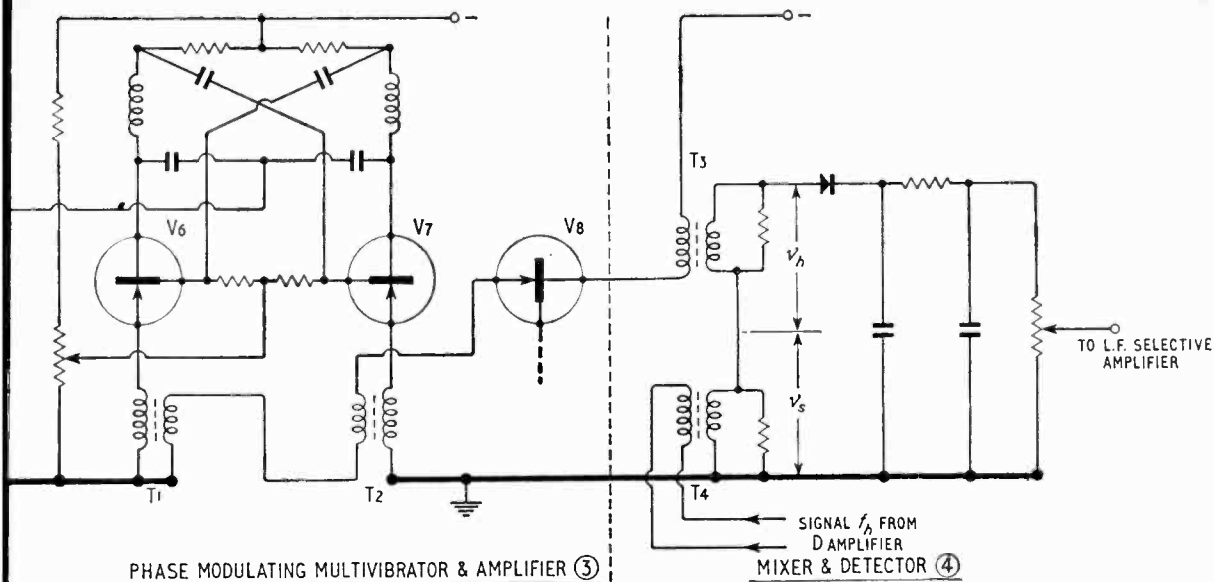 −
−
T3
V6
V7
V8
νh
TO L.F. SELECTIVE
AMPLIFIER
νs
T1
T2
T4
SIGNAL fh FROM
D AMPLIFIER
PHASE MODULATING MULTIVIBRATOR & AMPLIFIER ③
MIXER & DETECTOR ④